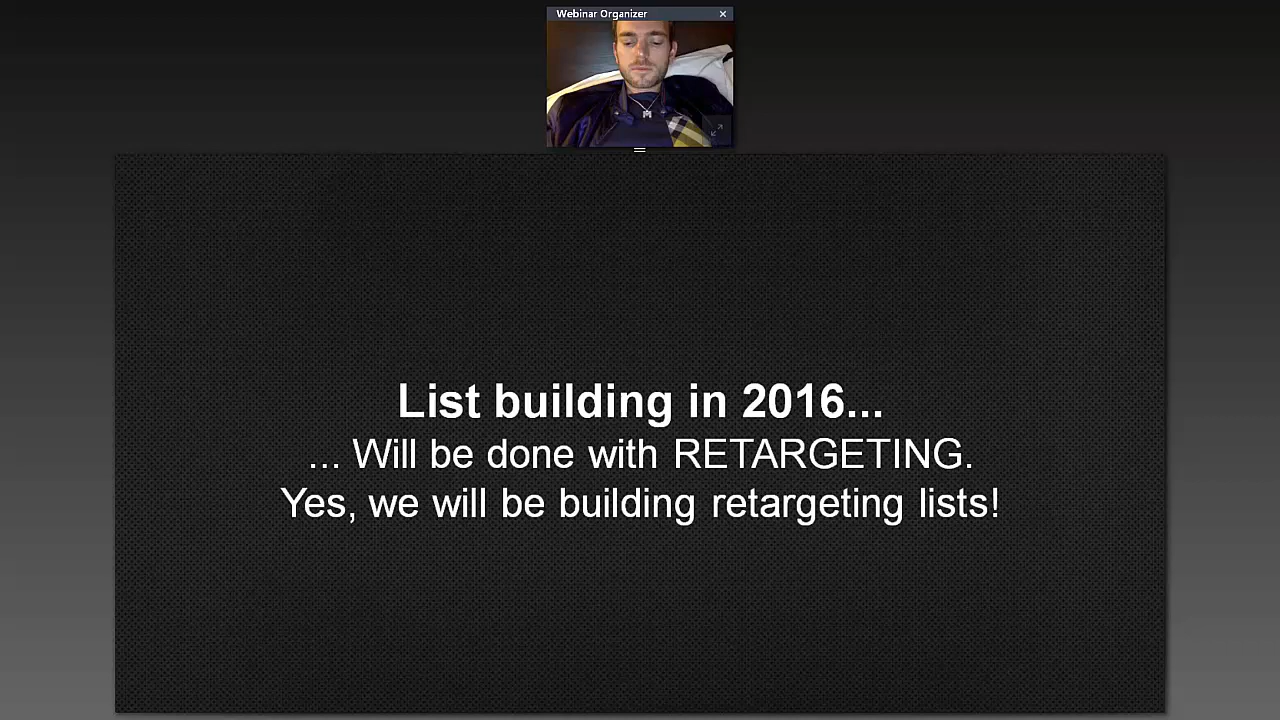 Webinar Organizer
List building in 2016...
... Will be done with RETARGETING.
Yes, we will be building retargeting lists!